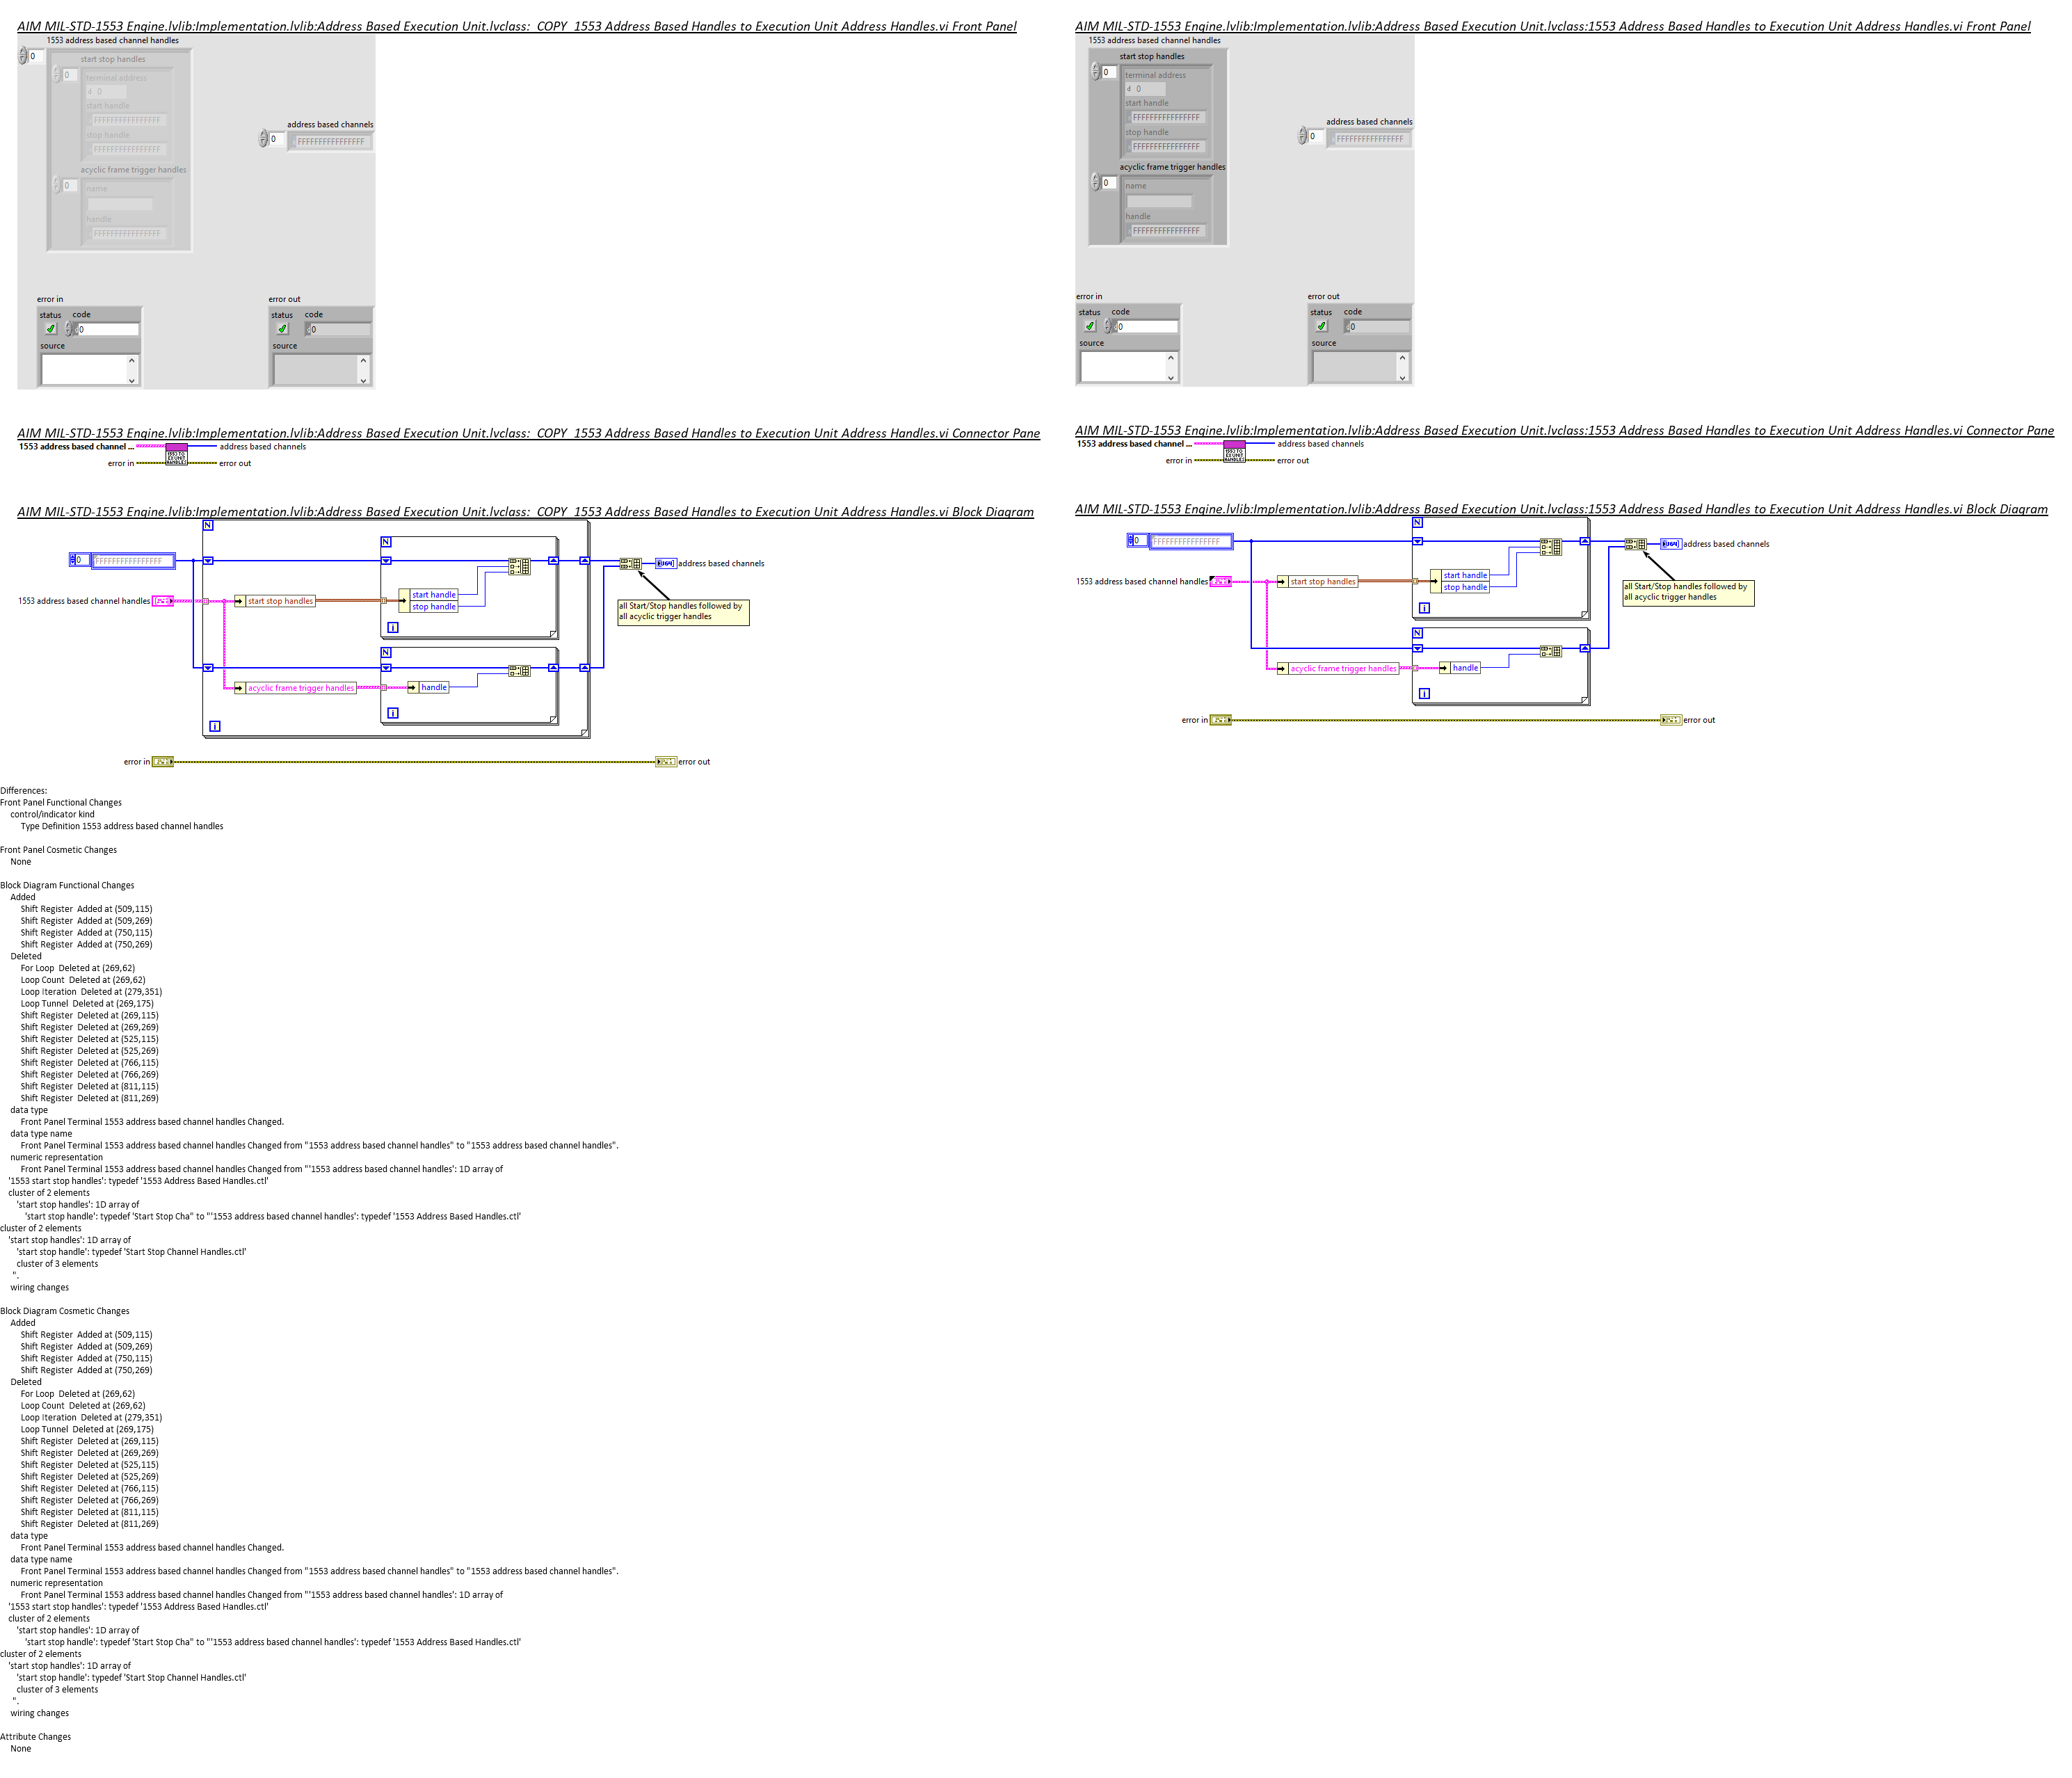 AIM MIL-STD-1553 Engine.lvlib:Implementation.lvlib:Address Based Execution Unit.lvclass:  COPY  1553 Address Based Handles to Execution Unit Address Handles.vi Front Panel
1553 address based channel handles
0
start stop handles
0
terminal address
d 0
start handle
FFFFFFFFFFFFFFFF
stop handle
FFFFFFFFFFFFFFFF
acyclic frame trigger handles
0
name
handle
FFFFFFFFFFFFFFFF
address based channels
0
FFFFFFFFFFFFFFFF
error in
status code
0
source
error out
status code
0
source
AIM MIL-STD-1553 Engine.lvlib:Implementation.lvlib:Address Based Execution Unit.lvclass:  COPY  1553 Address Based Handles to Execution Unit Address Handles.vi Connector Pane
1553 address based channel ...
address based channels
1553 TO
EX UNIT
HANDLES
error in
error out
AIM MIL-STD-1553 Engine.lvlib:Implementation.lvlib:Address Based Execution Unit.lvclass:  COPY  1553 Address Based Handles to Execution Unit Address Handles.vi Block Diagram
N
N
0
FFFFFFFFFFFFFFFF
U64
address based channels
1553 address based channel handles
start stop handles
start handle
stop handle
all Start/Stop handles followed by
all acyclic trigger handles
i
N
acyclic frame trigger handles
handle
i
i
error in
error out
AIM MIL-STD-1553 Engine.lvlib:Implementation.lvlib:Address Based Execution Unit.lvclass:1553 Address Based Handles to Execution Unit Address Handles.vi Front Panel
1553 address based channel handles
start stop handles
0
terminal address
d 0
start handle
FFFFFFFFFFFFFFFF
stop handle
FFFFFFFFFFFFFFFF
acyclic frame trigger handles
0
name
handle
FFFFFFFFFFFFFFFF
address based channels
0
FFFFFFFFFFFFFFFF
error in
status code
0
source
error out
status code
0
source
AIM MIL-STD-1553 Engine.lvlib:Implementation.lvlib:Address Based Execution Unit.lvclass:1553 Address Based Handles to Execution Unit Address Handles.vi Connector Pane
1553 address based channel ...
address based channels
1553 TO
EX UNIT
HANDLES
error in
error out
AIM MIL-STD-1553 Engine.lvlib:Implementation.lvlib:Address Based Execution Unit.lvclass:1553 Address Based Handles to Execution Unit Address Handles.vi Block Diagram
N
0
FFFFFFFFFFFFFFFF
U64
address based channels
1553 address based channel handles
start stop handles
start handle
stop handle
all Start/Stop handles followed by
all acyclic trigger handles
i
N
acyclic frame trigger handles
handle
i
error in
error out
Differences:
Front Panel Functional Changes
control/indicator kind
Type Definition 1553 address based channel handles
Front Panel Cosmetic Changes
None
Block Diagram Functional Changes
Added
Shift Register  Added at (509,115)
Shift Register  Added at (509,269)
Shift Register  Added at (750,115)
Shift Register  Added at (750,269)
Deleted
For Loop  Deleted at (269,62)
Loop Count  Deleted at (269,62)
Loop Iteration  Deleted at (279,351)
Loop Tunnel  Deleted at (269,175)
Shift Register  Deleted at (269,115)
Shift Register  Deleted at (269,269)
Shift Register  Deleted at (525,115)
Shift Register  Deleted at (525,269)
Shift Register  Deleted at (766,115)
Shift Register  Deleted at (766,269)
Shift Register  Deleted at (811,115)
Shift Register  Deleted at (811,269)
data type
Front Panel Terminal 1553 address based channel handles Changed.
data type name
Front Panel Terminal 1553 address based channel handles Changed from "1553 address based channel handles" to "1553 address based channel handles".
numeric representation
Front Panel Terminal 1553 address based channel handles Changed from "'1553 address based channel handles': 1D array of
'1553 start stop handles': typedef '1553 Address Based Handles.ctl'
cluster of 2 elements
'start stop handles': 1D array of
'start stop handle': typedef 'Start Stop Cha" to "'1553 address based channel handles': typedef '1553 Address Based Handles.ctl'
cluster of 2 elements
'start stop handles': 1D array of
'start stop handle': typedef 'Start Stop Channel Handles.ctl'
cluster of 3 elements
".
wiring changes
Block Diagram Cosmetic Changes
Added
Shift Register  Added at (509,115)
Shift Register  Added at (509,269)
Shift Register  Added at (750,115)
Shift Register  Added at (750,269)
Deleted
For Loop  Deleted at (269,62)
Loop Count  Deleted at (269,62)
Loop Iteration  Deleted at (279,351)
Loop Tunnel  Deleted at (269,175)
Shift Register  Deleted at (269,115)
Shift Register  Deleted at (269,269)
Shift Register  Deleted at (525,115)
Shift Register  Deleted at (525,269)
Shift Register  Deleted at (766,115)
Shift Register  Deleted at (766,269)
Shift Register  Deleted at (811,115)
Shift Register  Deleted at (811,269)
data type
Front Panel Terminal 1553 address based channel handles Changed.
data type name
Front Panel Terminal 1553 address based channel handles Changed from "1553 address based channel handles" to "1553 address based channel handles".
numeric representation
Front Panel Terminal 1553 address based channel handles Changed from "'1553 address based channel handles': 1D array of
'1553 start stop handles': typedef '1553 Address Based Handles.ctl'
cluster of 2 elements
'start stop handles': 1D array of
'start stop handle': typedef 'Start Stop Cha" to "'1553 address based channel handles': typedef '1553 Address Based Handles.ctl'
cluster of 2 elements
'start stop handles': 1D array of
'start stop handle': typedef 'Start Stop Channel Handles.ctl'
cluster of 3 elements
".
wiring changes
Attribute Changes
None